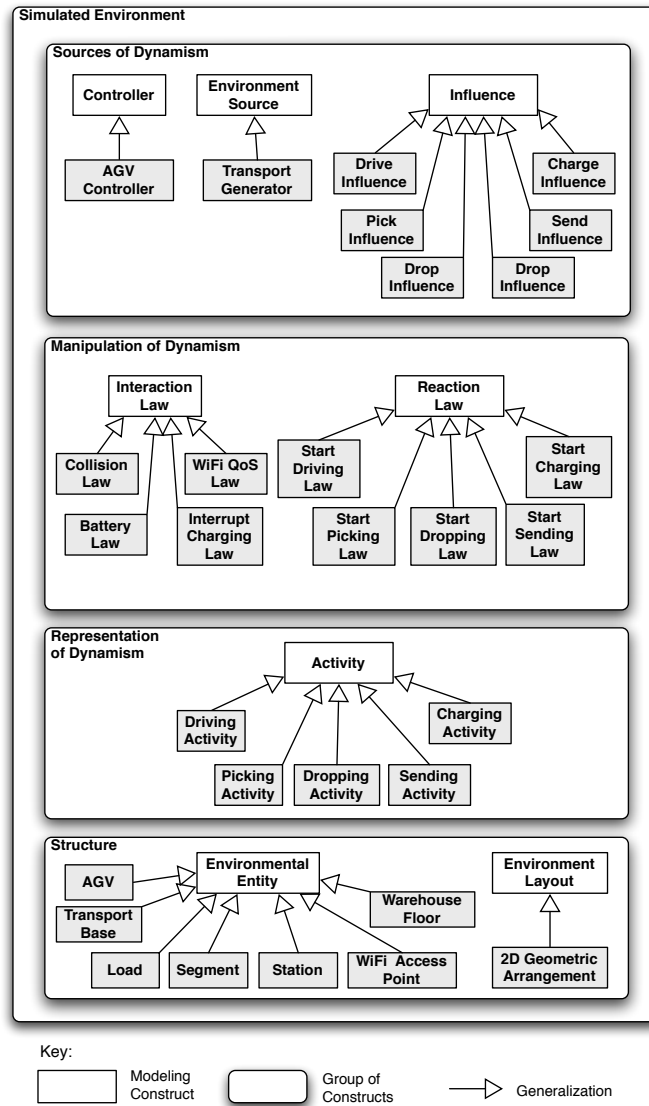 Simulated Environment
Sources of Dynamism
Controller
Environment
Source
Influence
AGV
Controller
Transport
Generator
Drive
Influence
Charge
Influence
Pick
Influence
Send
Influence
Drop
Influence
Drop
Influence
Manipulation of Dynamism
Interaction
Law
Reaction
Law
Collision
Law
WiFi QoS
Law
Start
Driving
Law
Start
Charging
Law
Battery
Law
Interrupt
Charging
Law
Start
Picking
Law
Start
Dropping
Law
Start
Sending
Law
Representation
of Dynamism
Activity
Driving
Activity
Charging
Activity
Picking
Activity
Dropping
Activity
Sending
Activity
Structure
Environmental
Entity
Environment
Layout
AGV
Transport
Base
Warehouse
Floor
Load
Segment
Station
WiFi Access
Point
2D Geometric
Arrangement
Key:
Modeling
Construct
Group of
Constructs
Generalization